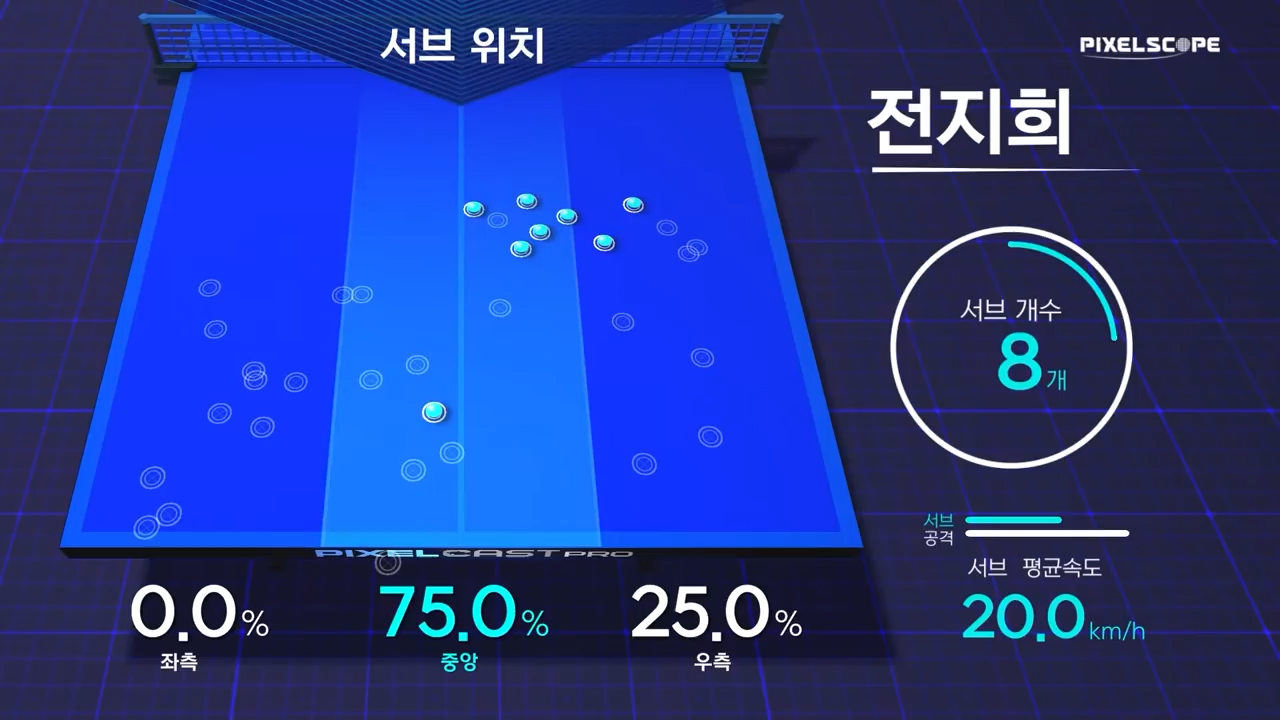 서브 위치
PIXELSCOPE
전지희
서브 개수
8개
서브
공격
서브 평균속도
20.0km/h
PIXELCASTPRO
0.0%
좌측
75.0%
중앙
25.0%
우측